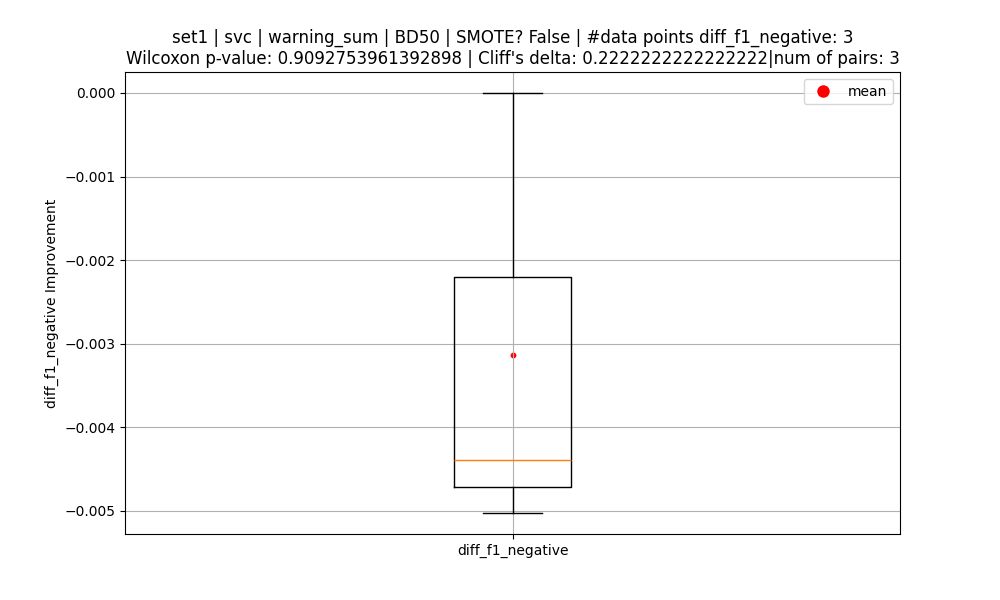 set1 | svc | warning_sum | BD50 | SMOTE? False | #data points diff_f1_negative: 3
Wilcoxon p-value: 0.9092753961392898 | Cliff's delta: 0.2222222222222222|num of pairs: 3
mean
0.000
−0.001
−0.002
−0.003
−0.004
−0.005
diff_f1_negative Improvement
diff_f1_negative